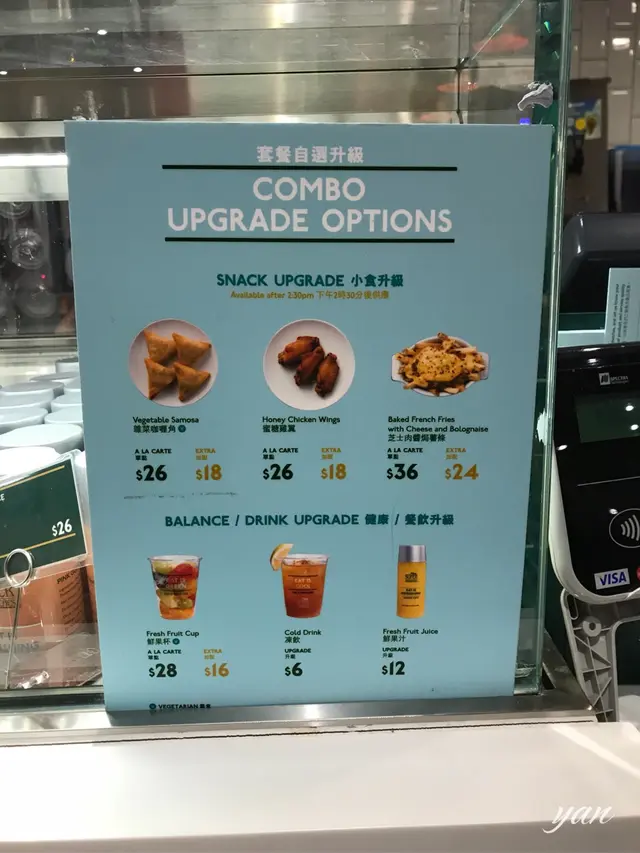 套餐自選升級
COMBO
UPGRADE OPTIONS
SNACK UPGRADE 小食升級
Available after 2:30pm 下午2時30分後供應
Vegetable Samosa
雜菜咖喱角
A LA CARTE
單點
$26
EXTRA
加配
$18
Honey Chicken Wings
蜜糖雞翼
A LA CARTE
單點
$26
EXTRA
加配
$18
Baked French Fries
with Cheese and Bolognaise
芝士肉醬焗薯條
A LA CARTE
單點
$36
EXTRA
加配
$24
BALANCE / DRINK UPGRADE 健康 / 餐飲升級
Fresh Fruit Cup
鮮果杯
A LA CARTE
單點
$28
EXTRA
加配
$16
Cold Drink
凍飲
UPGRADE
升級
$6
Fresh Fruit Juice
鮮果汁
UPGRADE
升級
$12
VEGETARIAN
$26
SPECTRA
VISA
yan